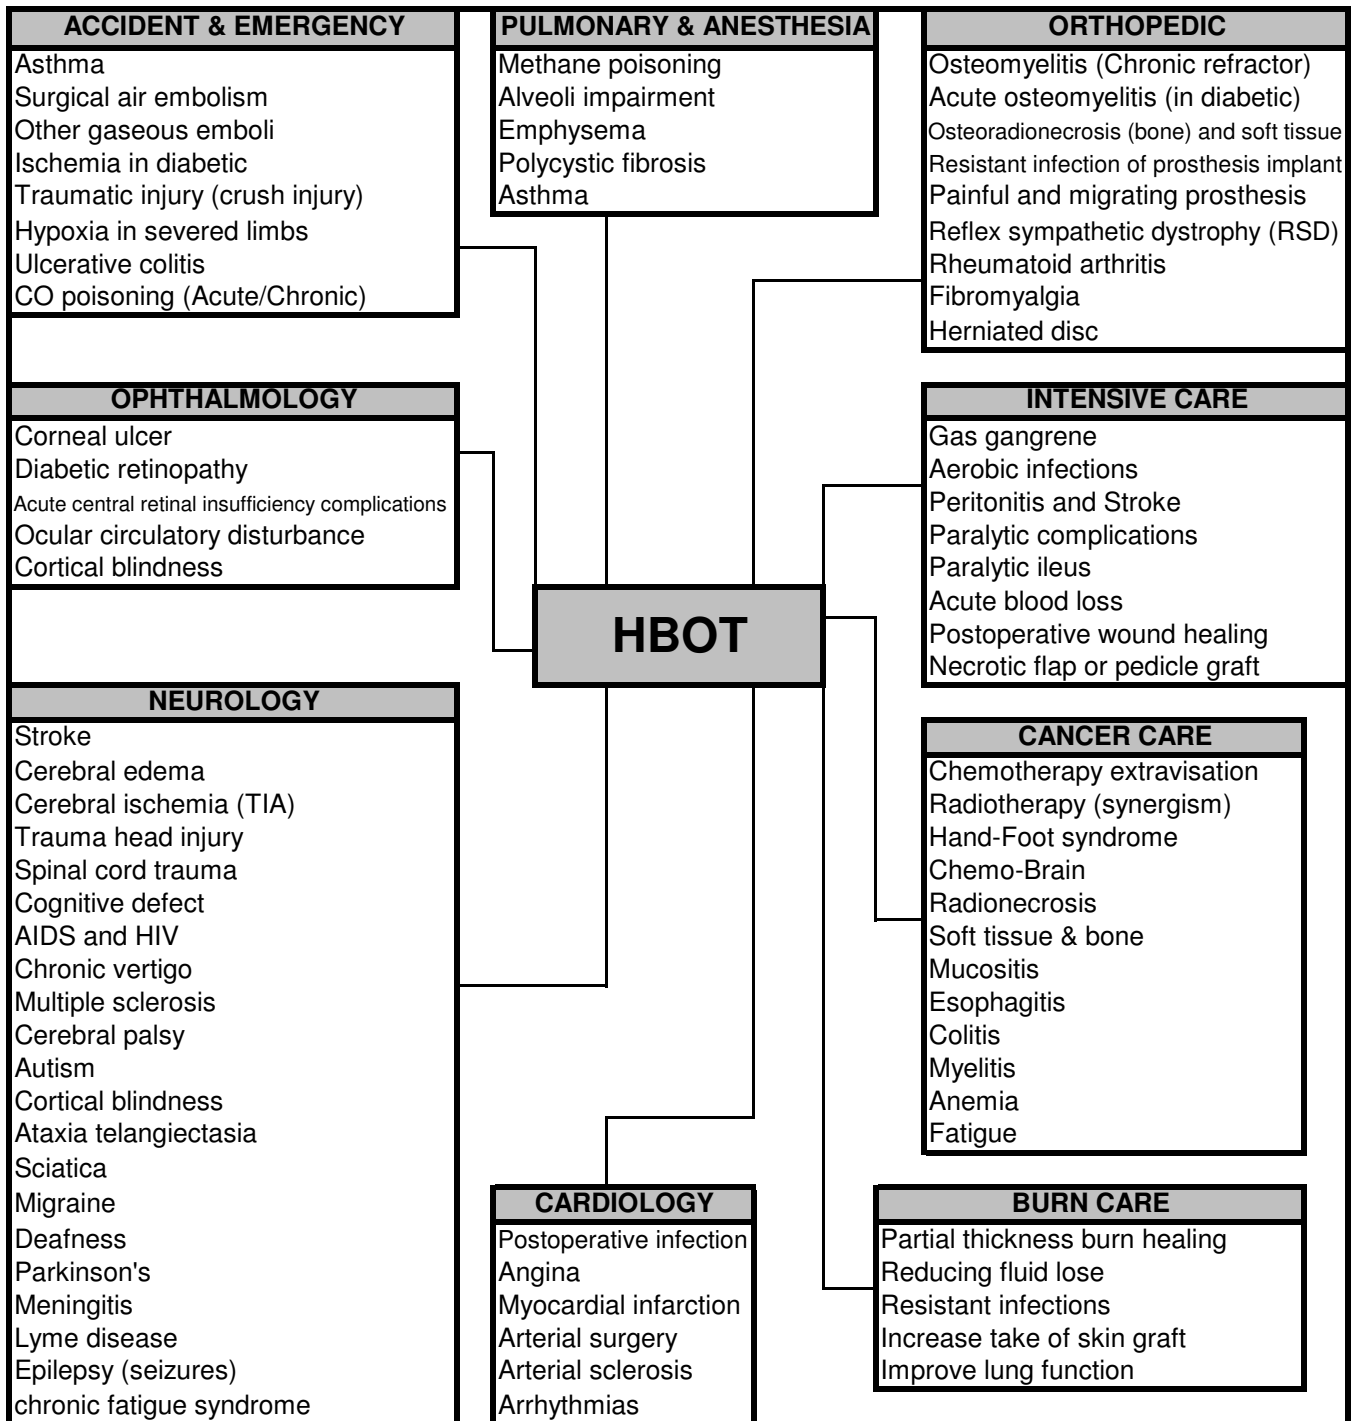 ACCIDENT & EMERGENCY
Asthma
Surgical air embolism
Other gaseous emboli
Ischemia in diabetic
Traumatic injury (crush injury)
Hypoxia in severed limbs
Ulcerative colitis
CO poisoning (Acute/Chronic)
PULMONARY & ANESTHESIA
Methane poisoning
Alveoli impairment
Emphysema
Polycystic fibrosis
Asthma
ORTHOPEDIC
Osteomyelitis (Chronic refractor)
Acute osteomyelitis (in diabetic)
Osteoradionecrosis (bone) and soft tissue
Resistant infection of prosthesis implant
Painful and migrating prosthesis
Reflex sympathetic dystrophy (RSD)
Rheumatoid arthritis
Fibromyalgia
Herniated disc
OPHTHALMOLOGY
Corneal ulcer
Diabetic retinopathy
Acute central retinal insufficiency complications
Ocular circulatory disturbance
Cortical blindness
HBOT
INTENSIVE CARE
Gas gangrene
Aerobic infections
Peritonitis and Stroke
Paralytic complications
Paralytic ileus
Acute blood loss
Postoperative wound healing
Necrotic flap or pedicle graft
NEUROLOGY
Stroke
Cerebral edema
Cerebral ischemia (TIA)
Trauma head injury
Spinal cord trauma
Cognitive defect
AIDS and HIV
Chronic vertigo
Multiple sclerosis
Cerebral palsy
Autism
Cortical blindness
Ataxia telangiectasia
Sciatica
Migraine
Deafness
Parkinson's
Meningitis
Lyme disease
Epilepsy (seizures)
chronic fatigue syndrome
CANCER CARE
Chemotherapy extravisation
Radiotherapy (synergism)
Hand-Foot syndrome
Chemo-Brain
Radionecrosis
Soft tissue & bone
Mucositis
Esophagitis
Colitis
Myelitis
Anemia
Fatigue
CARDIOLOGY
Postoperative infection
Angina
Myocardial infarction
Arterial surgery
Arterial sclerosis
Arrhythmias
BURN CARE
Partial thickness burn healing
Reducing fluid lose
Resistant infections
Increase take of skin graft
Improve lung function